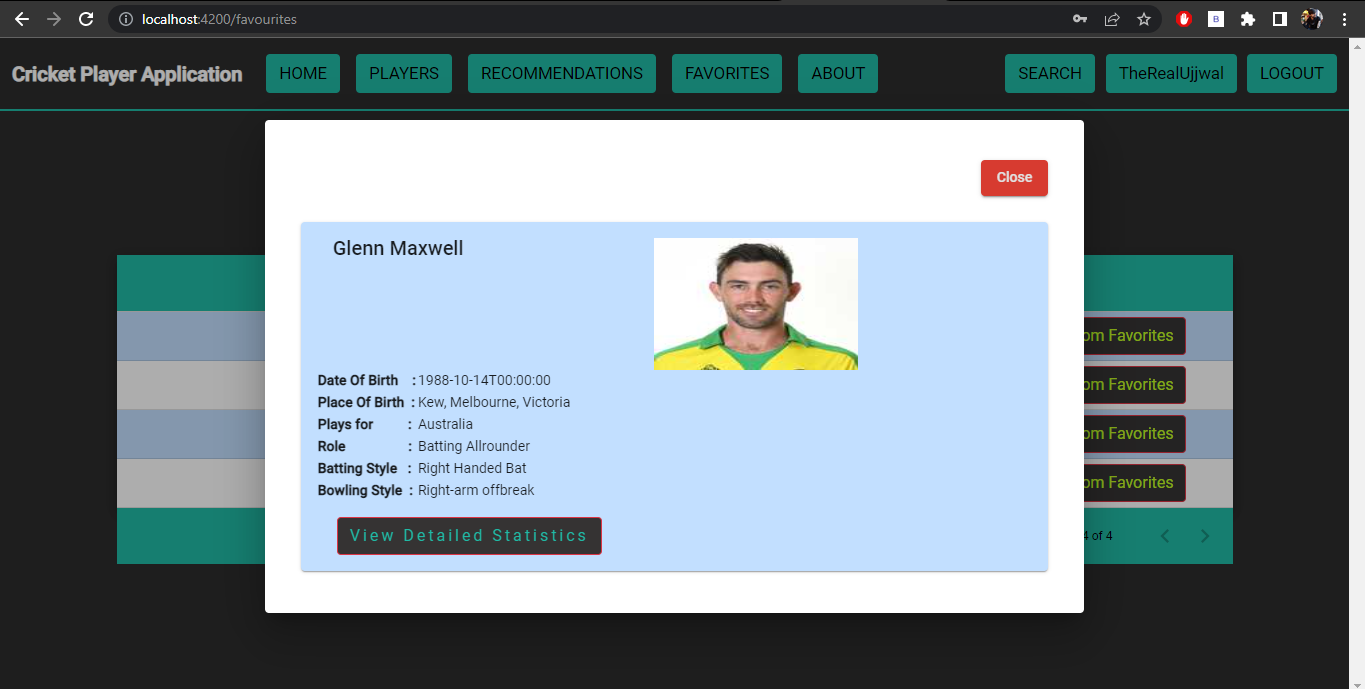 localhost:4200/favourites
B
Cricket Player Application HOME PLAYERS RECOMMENDATIONS FAVORITES ABOUT SEARCH TheRealUjjwal LOGOUT
Close
Glenn Maxwell
Date Of Birth : 1988-10-14T00:00:00
Place Of Birth : Kew, Melbourne, Victoria
Plays for : Australia
Role : Batting Allrounder
Batting Style : Right Handed Bat
Bowling Style : Right-arm offbreak
View Detailed Statistics
om Favorites
om Favorites
om Favorites
om Favorites
4 of 4